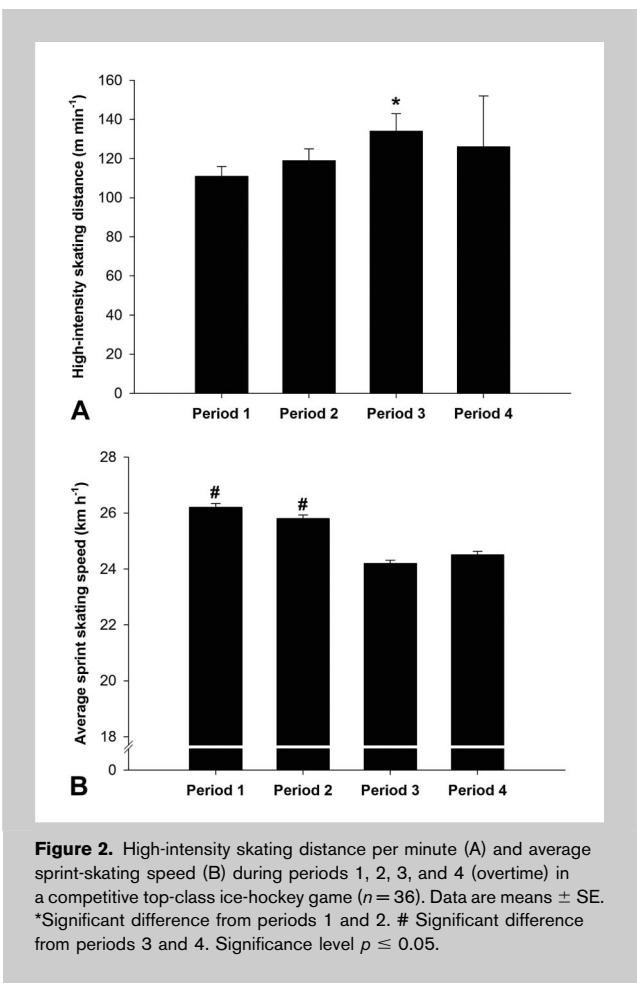 160
140
120
100
80
60
40
20
0
High-intensity skating distance (m min⁻¹)
*
A
Period 1 Period 2 Period 3 Period 4
28
26
24
22
20
18
0
Average sprint skating speed (km h⁻¹)
# #
B
Period 1 Period 2 Period 3 Period 4
Figure 2. High-intensity skating distance per minute (A) and average
sprint-skating speed (B) during periods 1, 2, 3, and 4 (overtime) in
a competitive top-class ice-hockey game (n = 36). Data are means ± SE.
*Significant difference from periods 1 and 2. # Significant difference
from periods 3 and 4. Significance level p ≤ 0.05.